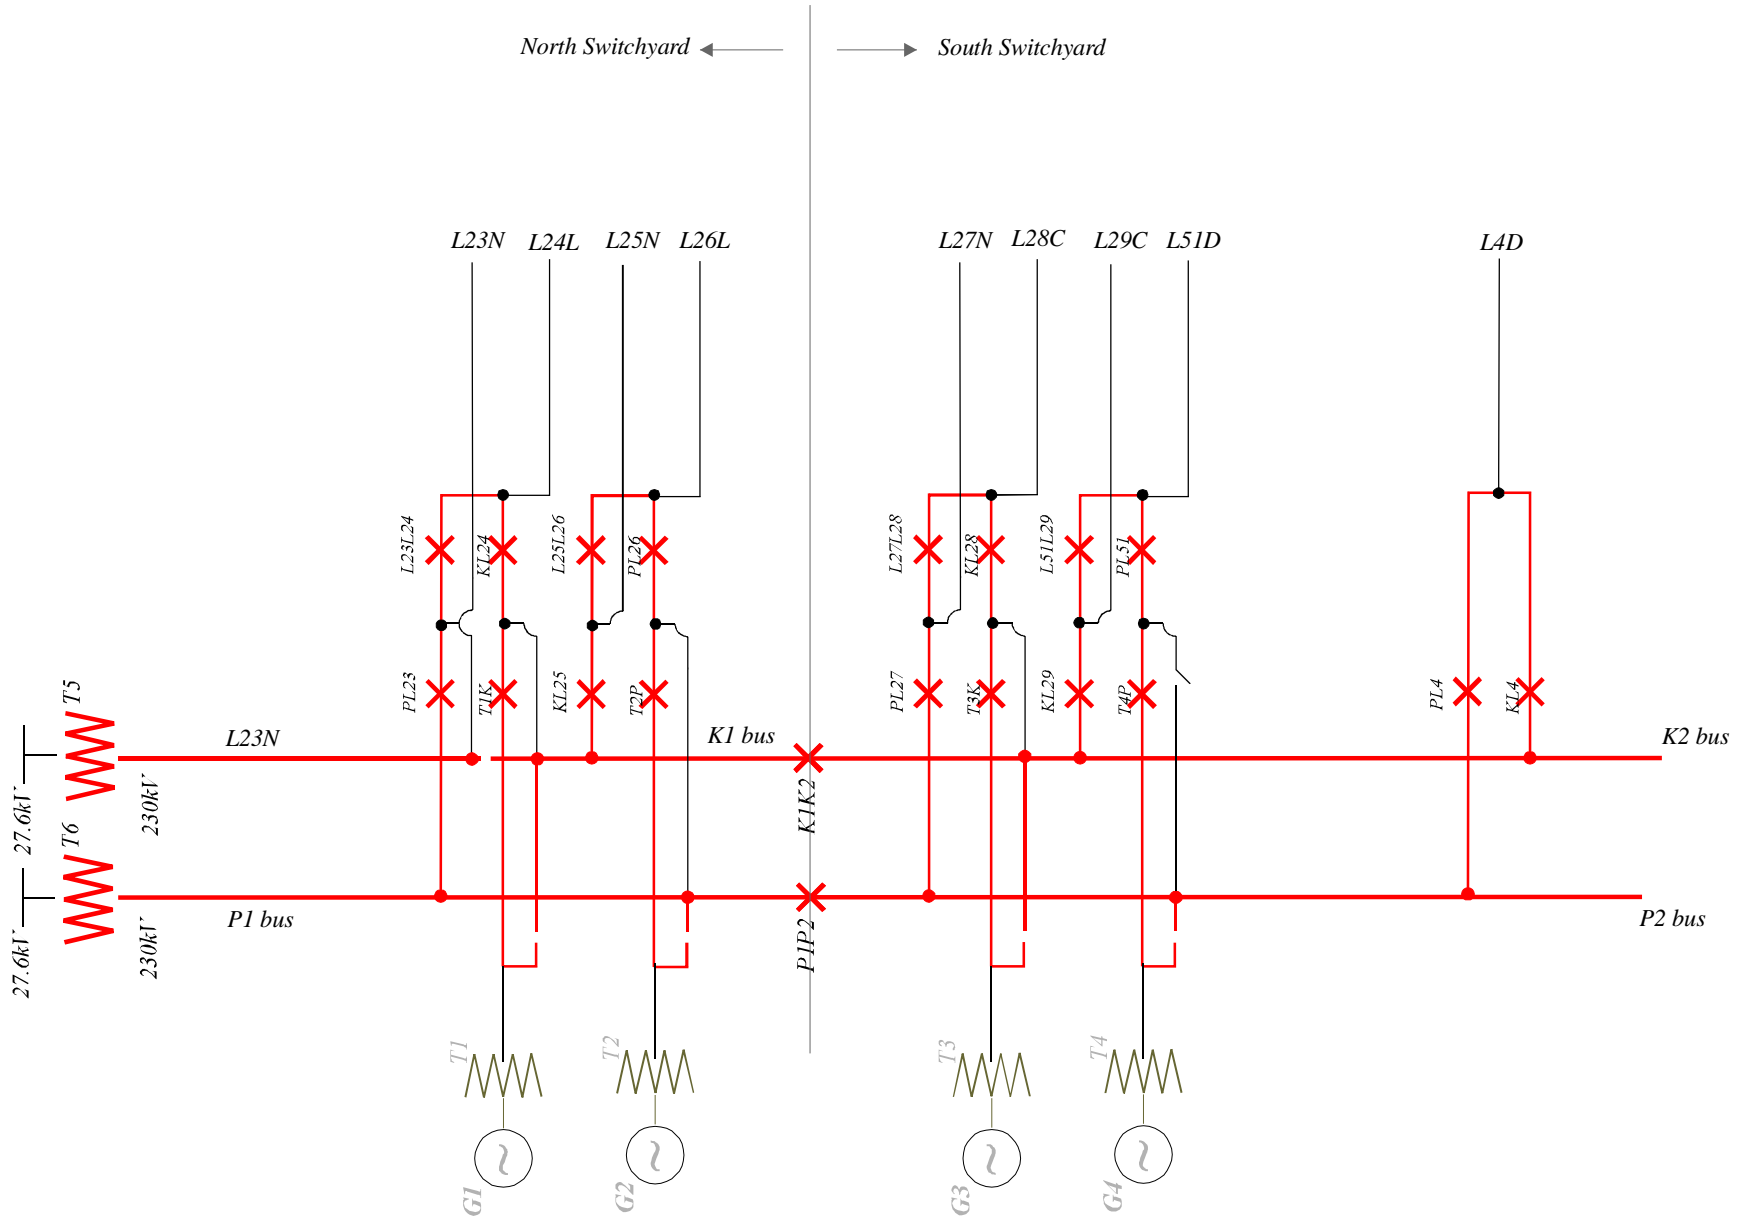 North Switchyard
South Switchyard
L23N
L24L
L25N
L26L
L27N
L28C
L29C
L51D
L4D
L23L24
KL24
L25L26
PL26
L27L28
KL28
L51L29
PL51
PL23
T1K
KL25
T2P
PL27
T3K
KL29
T4P
PL4
KL4
T5
L23N
K1 bus
K2 bus
27.6kV
230kV
K1K2
T6
P1 bus
P2 bus
27.6kV
230kV
P1P2
T1
T2
T3
T4
G1
G2
G3
G4